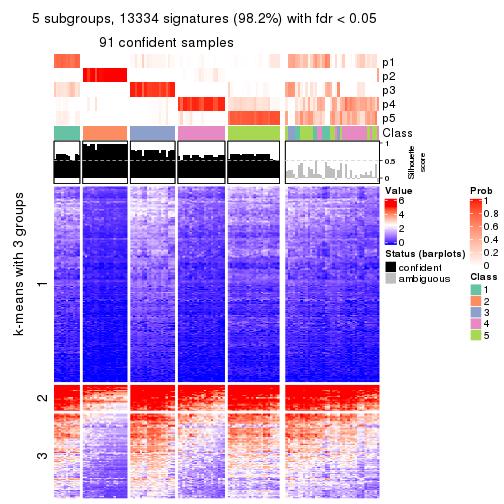 5 subgroups, 13334 signatures (98.2%) with fdr < 0.05
91 confident samples
p1
p2
p3
p4
p5
Class
1
0.5
0
Silhouette
score
k-means with 3 groups
1
2
3
Value
6
4
2
0
Status (barplots)
confident
ambiguous
Prob
1
0.8
0.6
0.4
0.2
0
Class
1
2
3
4
5